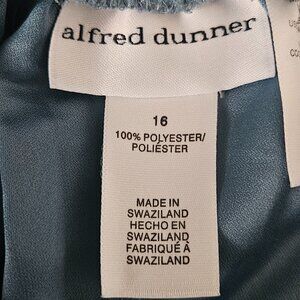 alfred dunner
16
100% POLYESTER/
POLIÉSTER
MADE IN
SWAZILAND
HECHO EN
SWAZILAND
FABRIQUÉ À
SWAZILAND